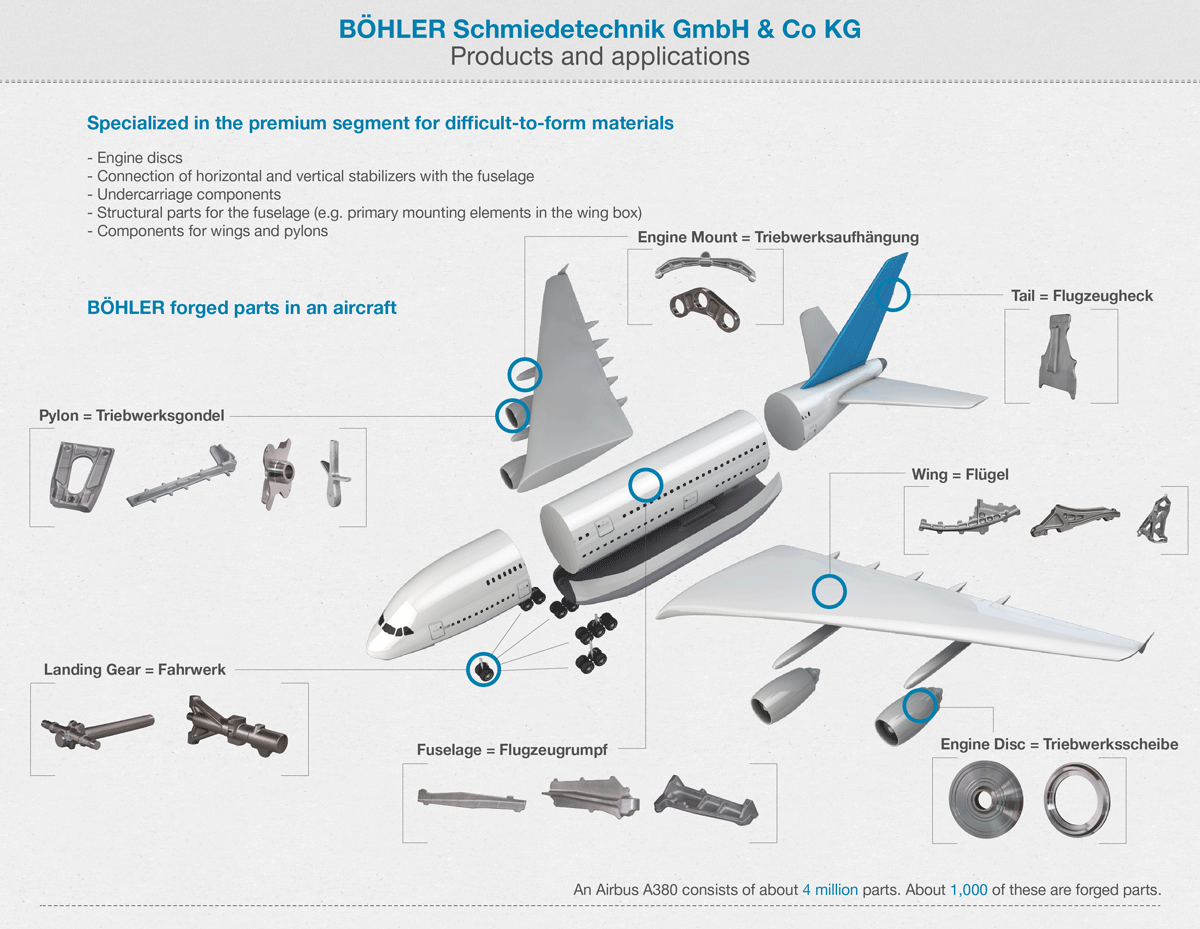 BÖHLER Schmiedetechnik GmbH & Co KG
Products and applications
Specialized in the premium segment for difficult-to-form materials
- Engine discs
- Connection of horizontal and vertical stabilizers with the fuselage
- Undercarriage components
- Structural parts for the fuselage (e.g. primary mounting elements in the wing box)
- Components for wings and pylons
Engine Mount = Triebwerksaufhängung
BÖHLER forged parts in an aircraft
Tail = Flugzeugheck
Pylon = Triebwerksgondel
Wing = Flügel
Landing Gear = Fahrwerk
Fuselage = Flugzeugrumpf
Engine Disc = Triebwerksscheibe
An Airbus A380 consists of about 4 million parts. About 1,000 of these are forged parts.